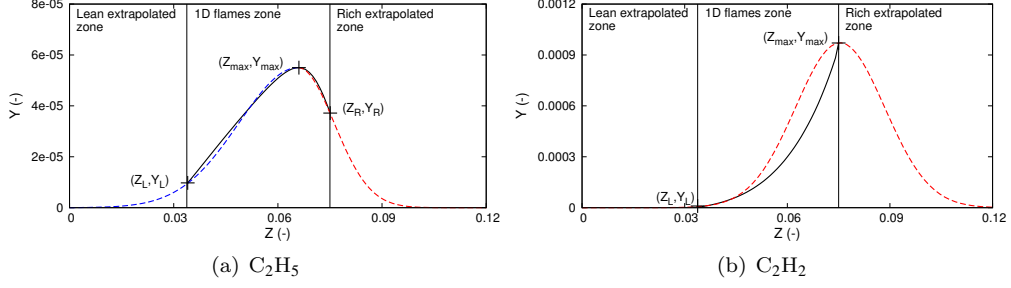 Lean extrapolated zone
1D flames zone
Rich extrapolated zone
8e-05
6e-05
4e-05
2e-05
0
Y (-)
(Z_max,Y_max)
(Z_R,Y_R)
(Z_L,Y_L)
0
0.03
0.06
0.09
0.12
Z (-)
(a) C₂H₅
Lean extrapolated zone
1D flames zone
Rich extrapolated zone
0.0012
0.0009
0.0006
0.0003
0
Y (-)
(Z_max,Y_max)
(Z_L,Y_L)
0
0.03
0.06
0.09
0.12
Z (-)
(b) C₂H₂